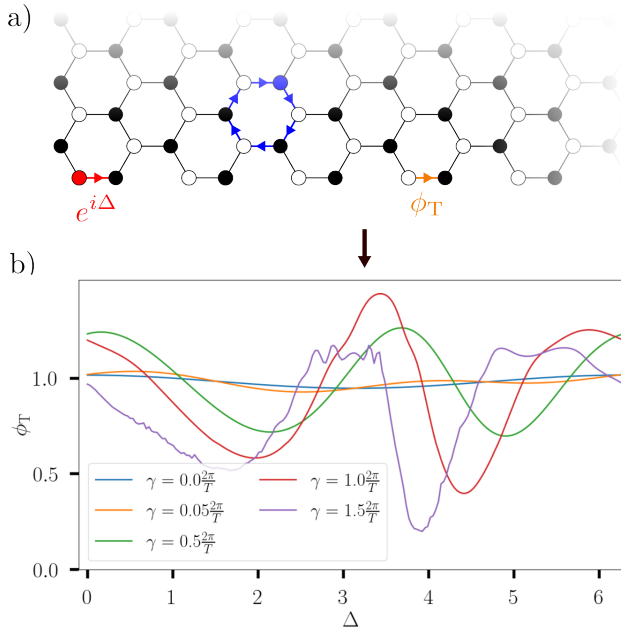 a)
e^{iΔ}
ϕ_T
b)
ϕ_T
1.0
0.5
0.0
γ = 0.0 2π/T
γ = 0.05 2π/T
γ = 0.5 2π/T
γ = 1.0 2π/T
γ = 1.5 2π/T
0 1 2 3 4 5 6
Δ